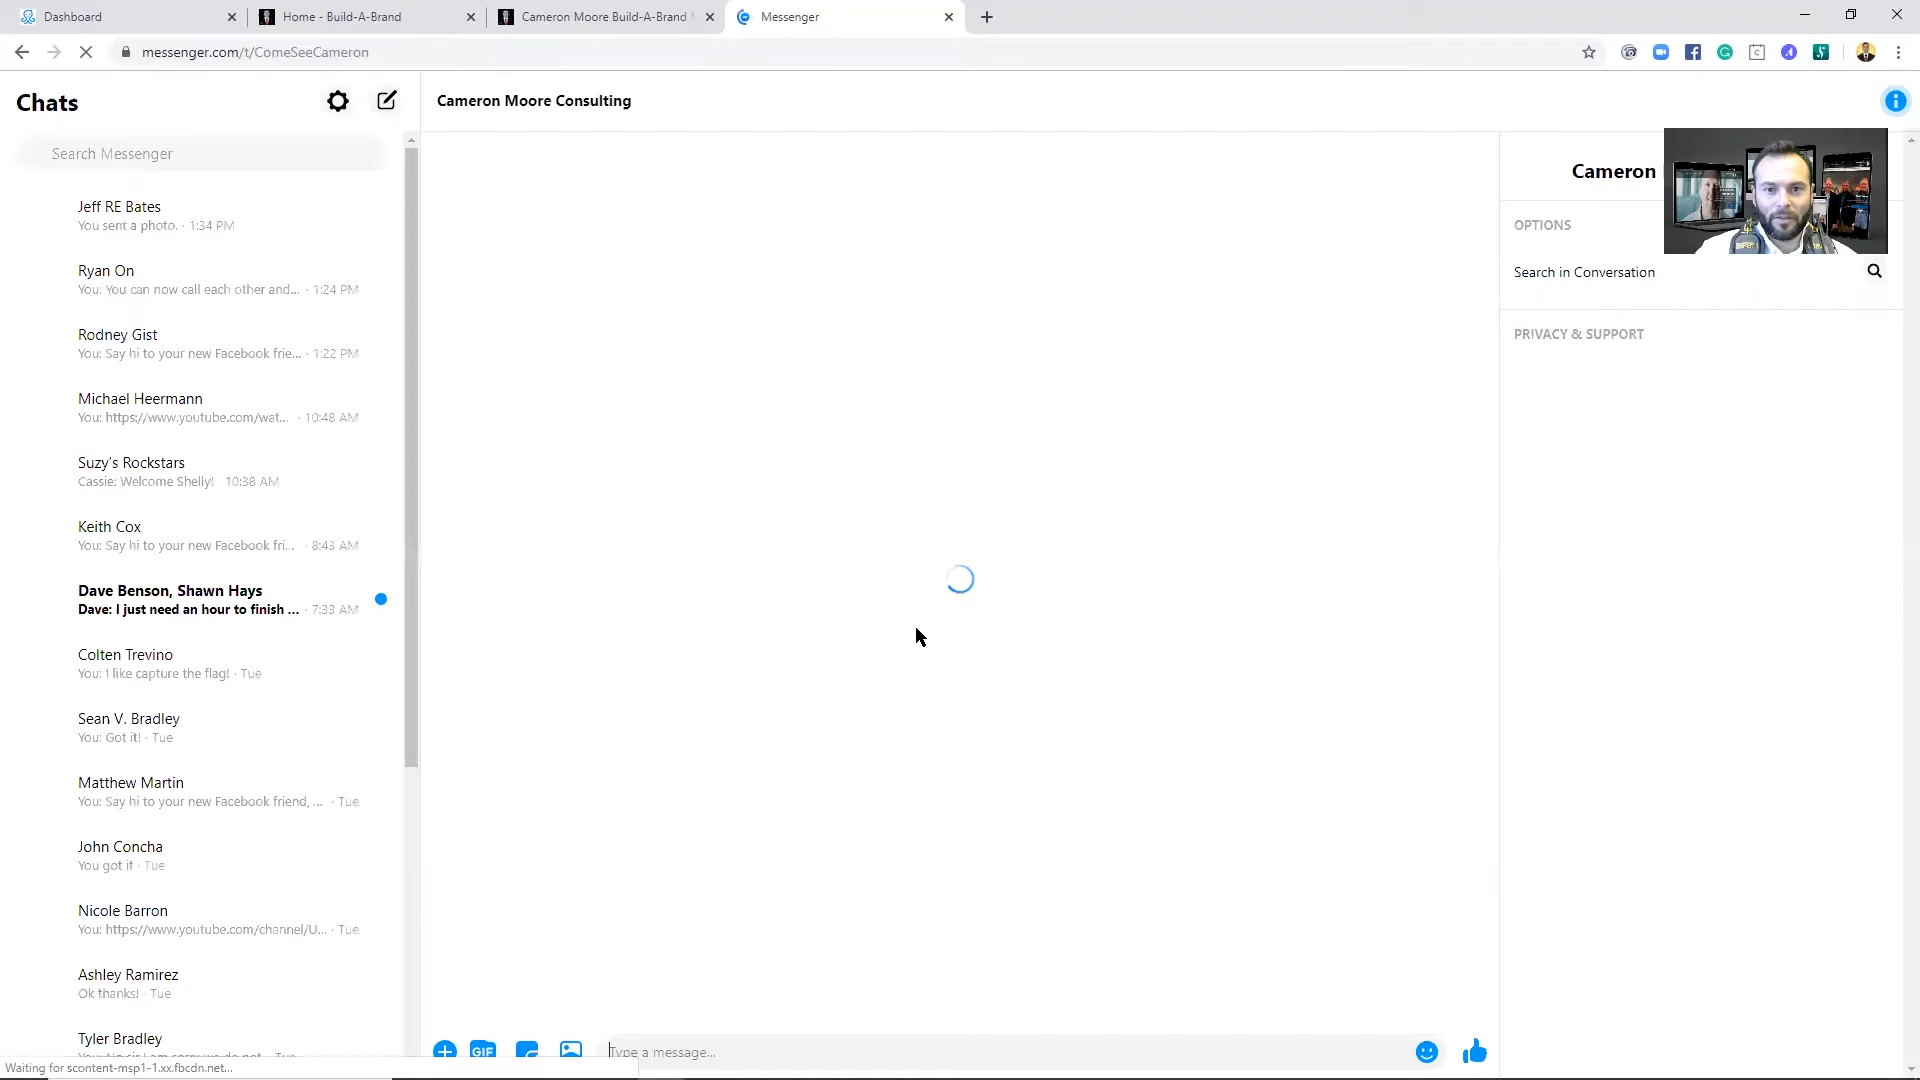 Dashboard
Home - Build-A-Brand
Cameron Moore Build-A-Brand
Messenger
messenger.com/t/ComeSeeCameron
Chats
Cameron Moore Consulting
Search Messenger
Jeff RE Bates
You sent a photo. · 1:34 PM
Ryan On
You: You can now call each other and... · 1:24 PM
Rodney Gist
You: Say hi to your new Facebook frie... · 1:22 PM
Michael Heermann
You: https://www.youtube.com/wat... · 10:48 AM
Suzy's Rockstars
Cassie: Welcome Shelly! · 10:38 AM
Keith Cox
You: Say hi to your new Facebook fri... · 8:43 AM
Dave Benson, Shawn Hays
Dave: I just need an hour to finish ... · 7:33 AM
Colten Trevino
You: I like capture the flag! · Tue
Sean V. Bradley
You: Got it! · Tue
Matthew Martin
You: Say hi to your new Facebook friend, ... · Tue
John Concha
You got it · Tue
Nicole Barron
You: https://www.youtube.com/channel/U... · Tue
Ashley Ramirez
Ok thanks! · Tue
Tyler Bradley
Waiting for scontent-msp1-1.xx.fbcdn.net...
GIF
Type a message...
Cameron
OPTIONS
Search in Conversation
PRIVACY & SUPPORT